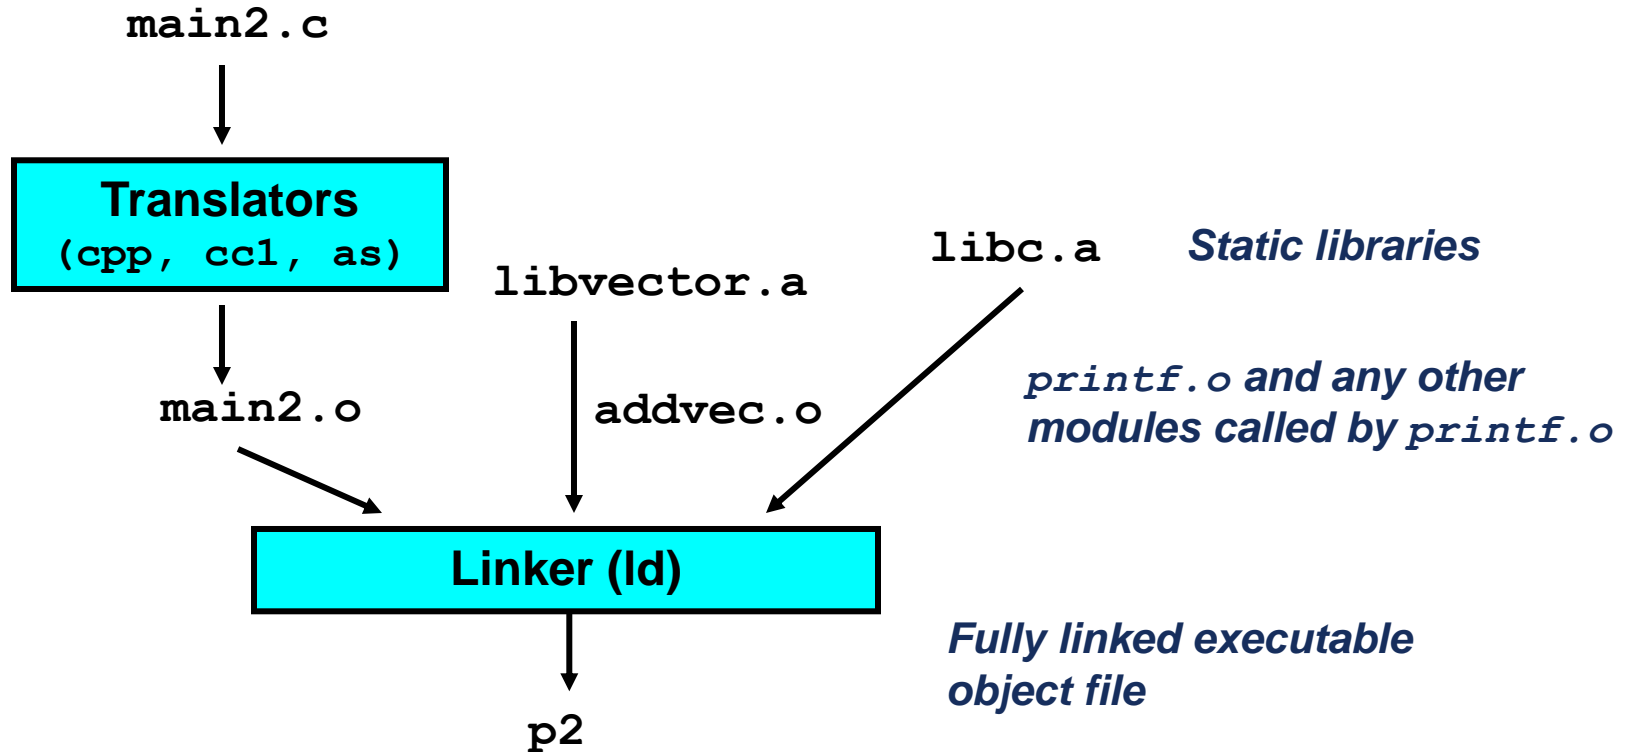 main2.c
Translators
(cpp, cc1, as)
libvector.a
libc.a
Static libraries
main2.o
addvec.o
printf.o and any other
modules called by printf.o
Linker (ld)
Fully linked executable
object file
p2